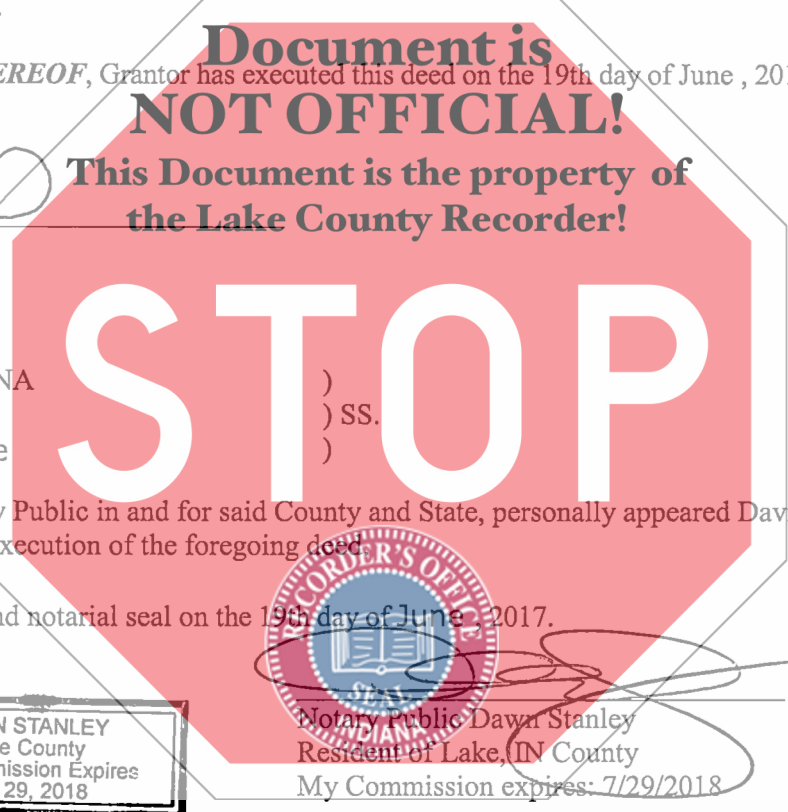 Document is
EREOF, Grantor has executed this deed on the 19th day of June , 201
NOT OFFICIAL!
This Document is the property of
the Lake County Recorder!
STOP
NA )
) SS.
e )
y Public in and for said County and State, personally appeared Dav
xecution of the foregoing deed.
nd notarial seal on the 19th day of June , 2017.
RECORDER'S OFFICE
SEAL
INDIANA
Notary Public Dawn Stanley
Resident of Lake, IN County
My Commission expires: 7/29/2018
N STANLEY
e County
mission Expires
29, 2018